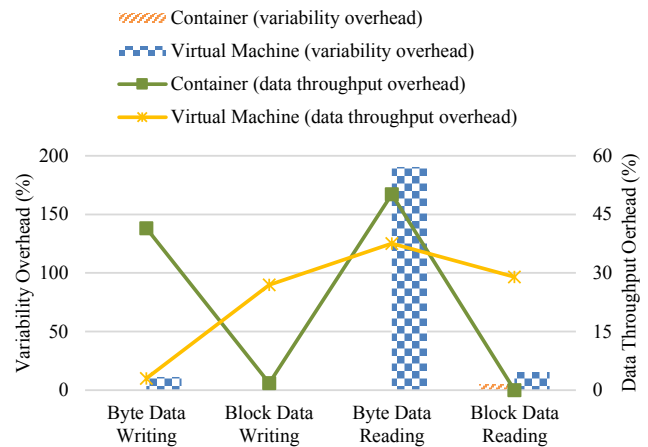 Container (variability overhead)
Virtual Machine (variability overhead)
Container (data throughput overhead)
Virtual Machine (data throughput overhead)
Variability Overhead (%)
200
150
100
50
0
60
45
30
15
0
Data Throughput Oerhead (%)
Byte Data
Writing
Block Data
Writing
Byte Data
Reading
Block Data
Reading